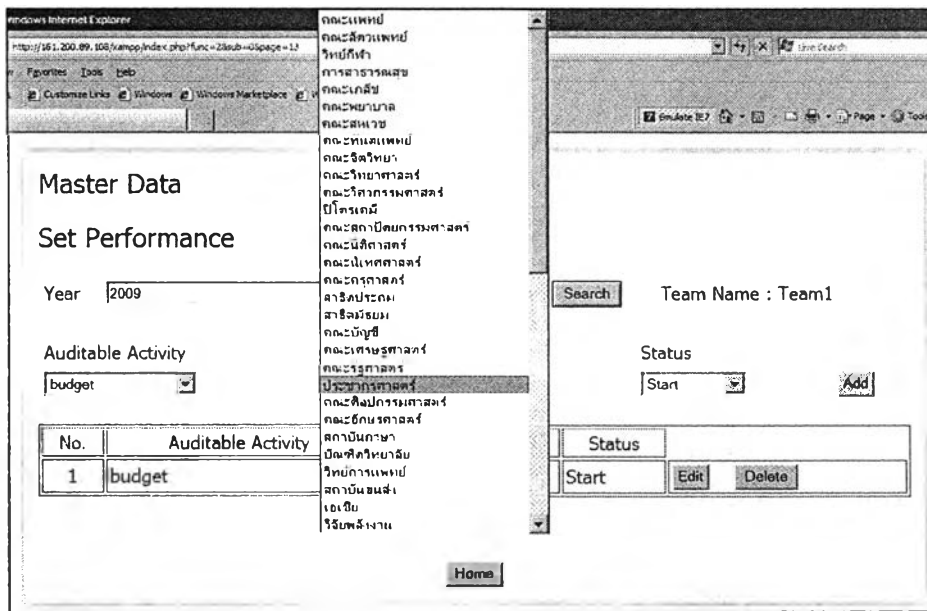 Windows Internet Explorer
http://161.200.89.108/xampp/index.php?func=2&sub=0&page=13
Live Search
Favorites Tools Help
Customize Links Windows Windows Marketplace
Emulate IE7 Page Tools
คณะแพทย์
คณะสัตวแพทย์
วิทย์กีฬา
การสาธารณสุข
คณะเภสัช
คณะพยาบาล
คณะสหเวช
คณะทันตแพทย์
คณะจิตวิทยา
คณะวิทยาศาสตร์
คณะวิศวกรรมศาสตร์
ปิโตรเคมี
คณะสถาปัตยกรรมศาสตร์
คณะนิติศาสตร์
คณะนิเทศศาสตร์
คณะครุศาสตร์
สาธิตประถม
สาธิตมัธยม
คณะบัญชี
คณะเศรษฐศาสตร์
คณะรัฐศาสตร์
ประชากรศาสตร์
คณะศิลปกรรมศาสตร์
คณะอักษรศาสตร์
สถาบันภาษา
บัณฑิตวิทยาลัย
วิทย์การแพทย์
สถาบันขนส่ง
เอเชีย
วิจัยพลังงาน
Master Data
Set Performance
Year 2009 Search Team Name : Team1
Auditable Activity Status
budget Start Add
No. Auditable Activity Status
1 budget Start Edit Delete
Home